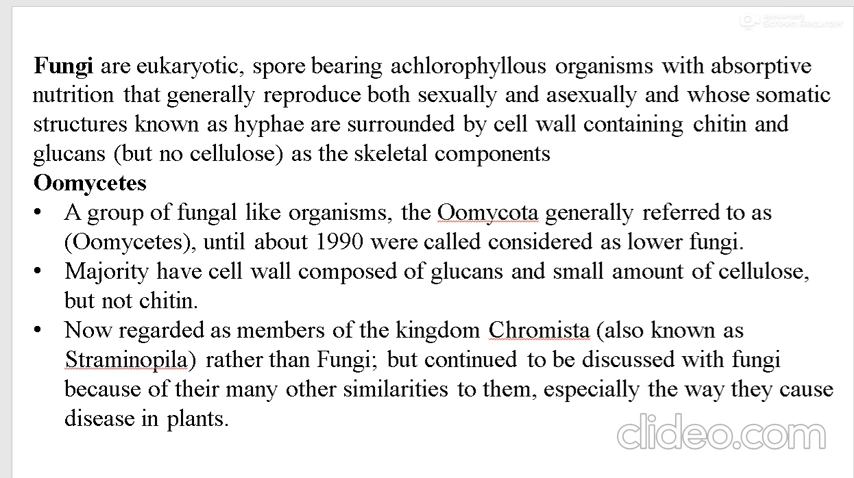 Fungi are eukaryotic, spore bearing achlorophyllous organisms with absorptive
nutrition that generally reproduce both sexually and asexually and whose somatic
structures known as hyphae are surrounded by cell wall containing chitin and
glucans (but no cellulose) as the skeletal components
Oomycetes
• A group of fungal like organisms, the Oomycota generally referred to as
(Oomycetes), until about 1990 were called considered as lower fungi.
• Majority have cell wall composed of glucans and small amount of cellulose,
but not chitin.
• Now regarded as members of the kingdom Chromista (also known as
Straminopila) rather than Fungi; but continued to be discussed with fungi
because of their many other similarities to them, especially the way they cause
disease in plants.
clideo.com